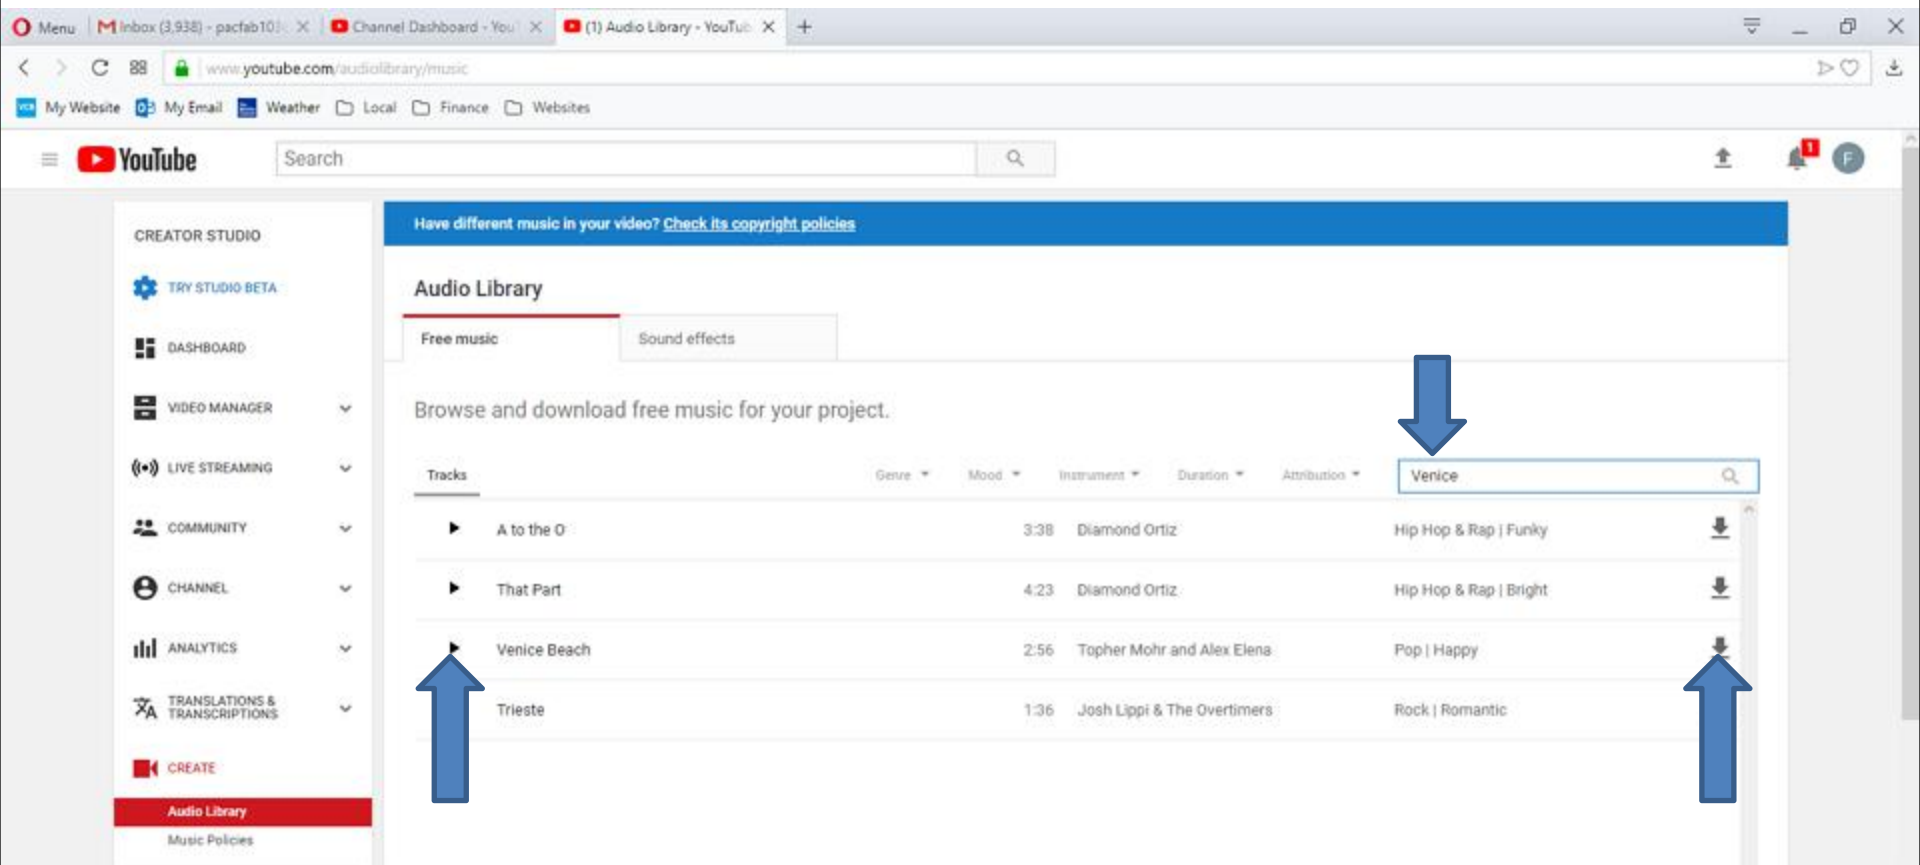 Menu Inbox (3,938) - pacfab103 Channel Dashboard - You (1) Audio Library - YouTub
www.youtube.com/audiolibrary/music
My Website My Email Weather Local Finance Websites
YouTube Search 1 F
CREATOR STUDIO
TRY STUDIO BETA
DASHBOARD
VIDEO MANAGER
LIVE STREAMING
COMMUNITY
CHANNEL
ANALYTICS
TRANSLATIONS &
TRANSCRIPTIONS
CREATE
Audio Library
Music Policies
Have different music in your video? Check its copyright policies
Audio Library
Free music Sound effects
Browse and download free music for your project.
Tracks Genre Mood Instrument Duration Attribution Venice
A to the O 3:38 Diamond Ortiz Hip Hop & Rap | Funky
That Part 4:23 Diamond Ortiz Hip Hop & Rap | Bright
Venice Beach 2:56 Topher Mohr and Alex Elena Pop | Happy
Trieste 1:36 Josh Lippi & The Overtimers Rock | Romantic